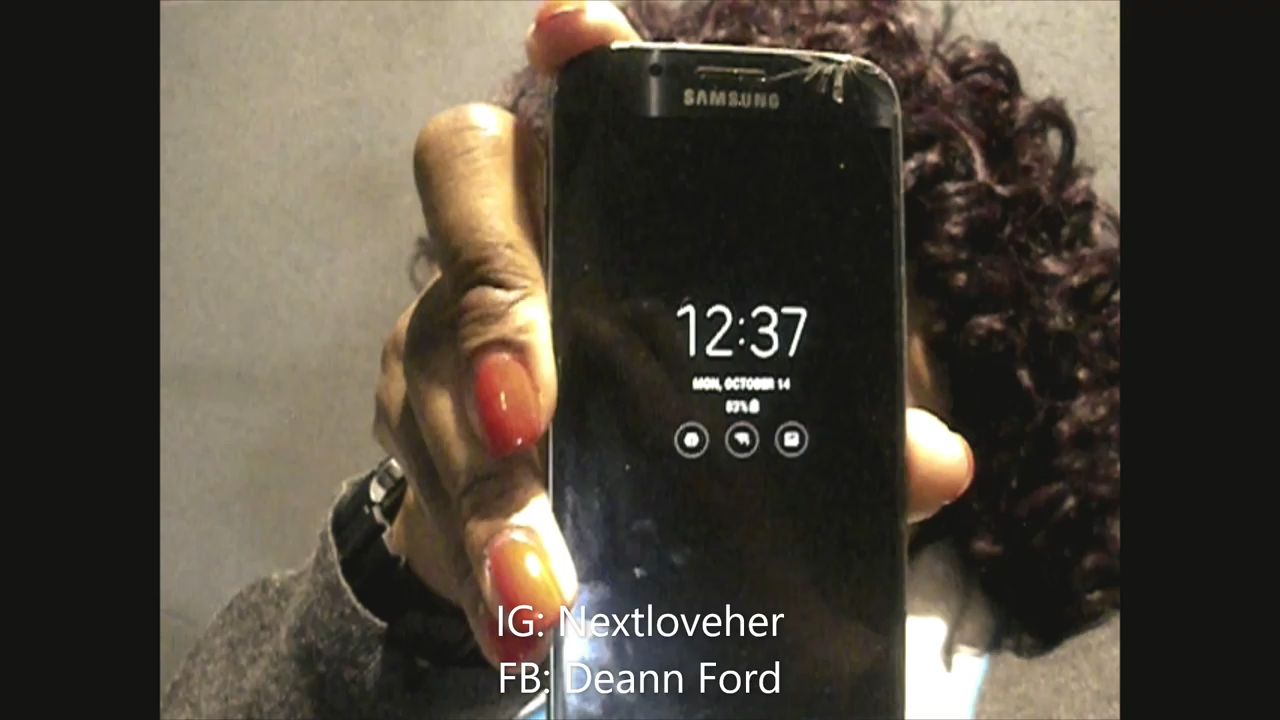 SAMSUNG
12:37
MON, OCTOBER 14
IG: Nextloveher
FB: Deann Ford